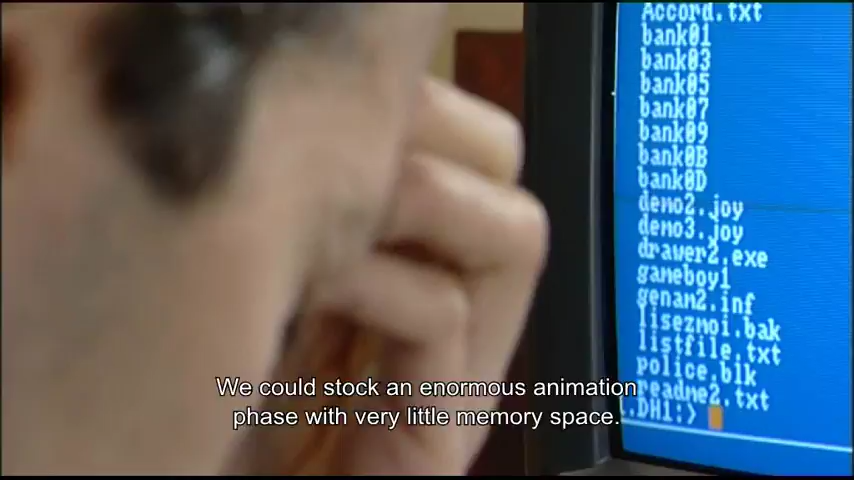 Accord.txt
bank01
bank03
bank05
bank07
bank09
bank0B
bank0D
demo2.joy
demo3.joy
drawer2.exe
gameboy1
genam2.inf
lisezmoi.bak
listfile.txt
police.blk
readme2.txt
.DH1:>
We could stock an enormous animation
phase with very little memory space.